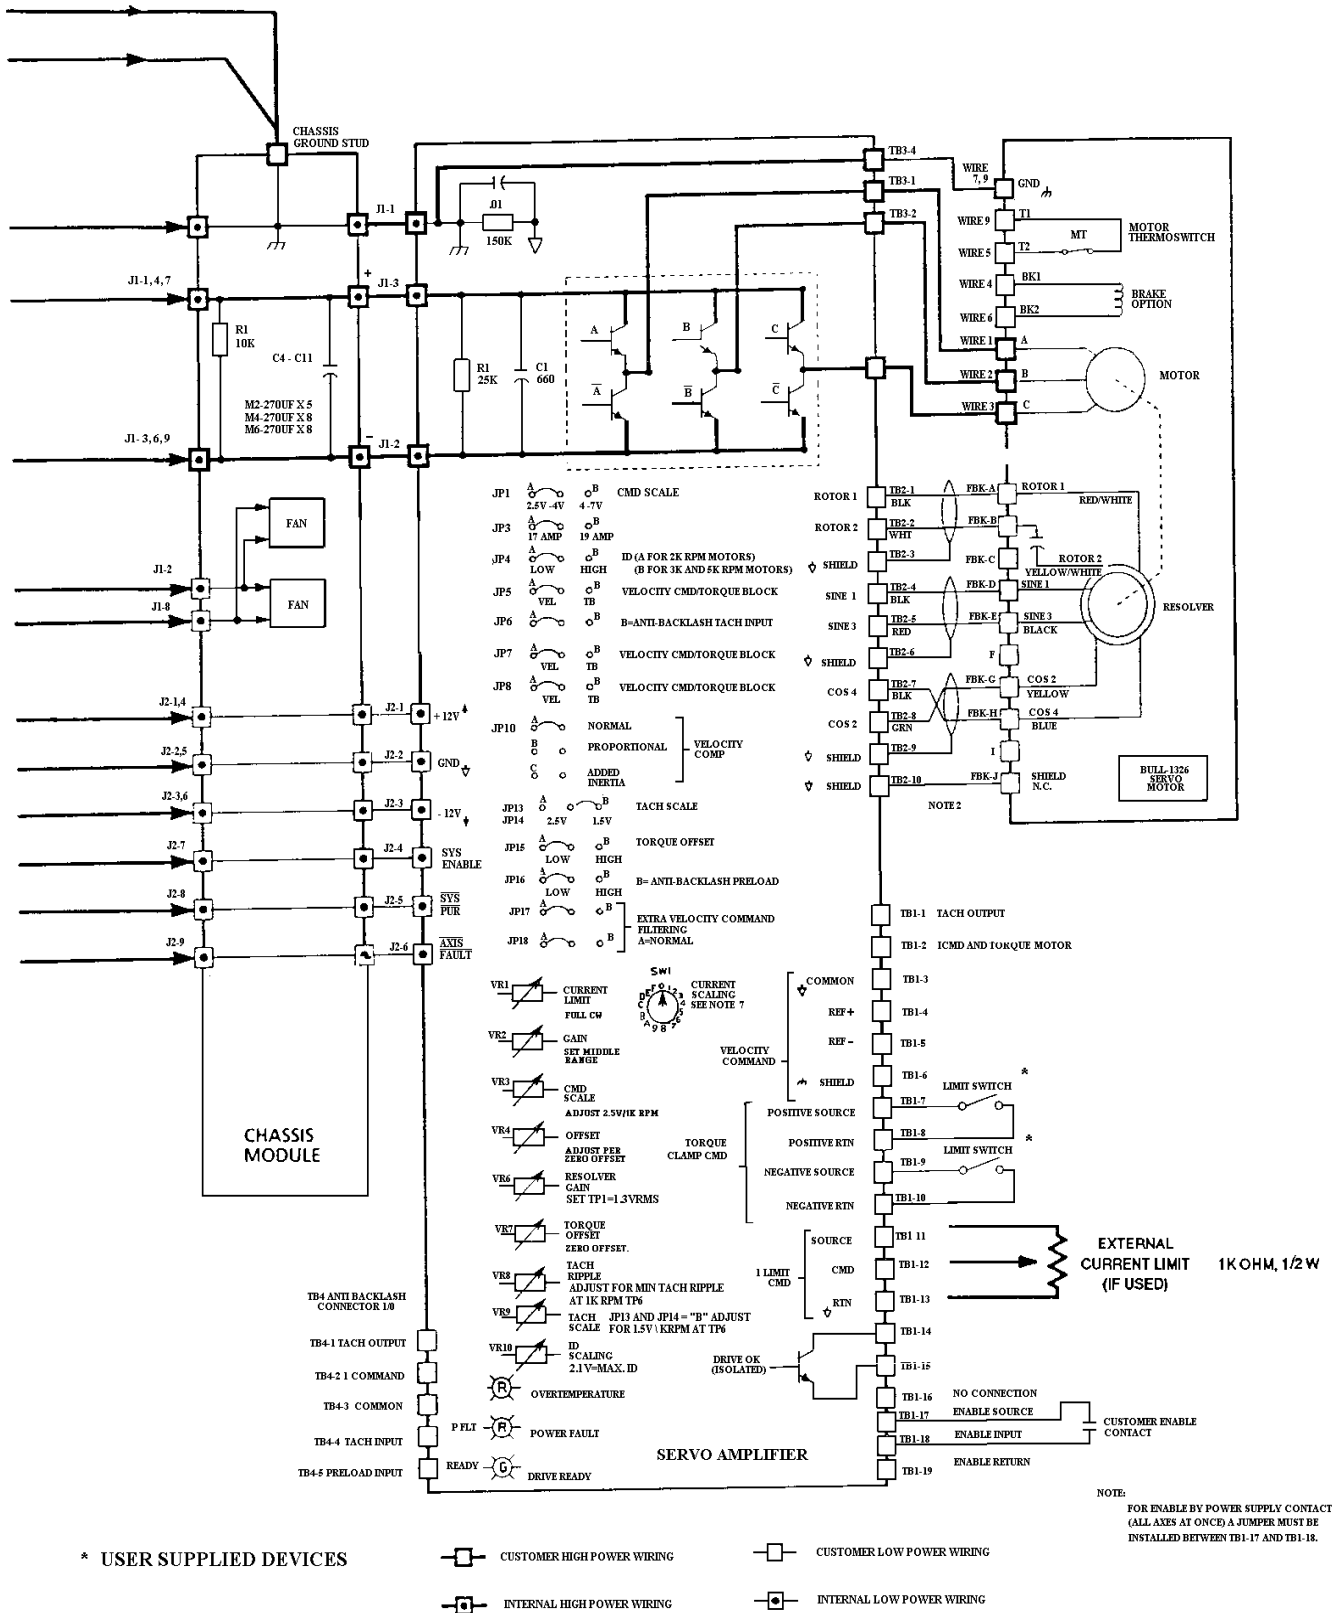 CHASSIS
GROUND STUD
J1-1
.01
150K
TB3-4
TB3-1
TB3-2
WIRE
7, 9
GND
WIRE 9
T1
WIRE 5
T2
MT
MOTOR
THERMOSWITCH
WIRE 4
BK1
WIRE 6
BK2
BRAKE
OPTION
WIRE 1
A
WIRE 2
B
WIRE 3
C
MOTOR
J1-1, 4, 7
+
J1-3
R1
10K
C4 - C11
M2-270UF X 5
M4-270UF X 8
M6-270UF X 8
R1
25K
C1
660
A
B
C
A
B
C
J1- 3, 6, 9
−
J1-2
FAN
FAN
J1-2
J1-8
J2-1,4
J2-1
+ 12V
J2-2,5
J2-2
GND
J2-3,6
J2-3
- 12V
J2-7
J2-4
SYS
ENABLE
J2-8
J2-5
SYS
PUR
J2-9
J2-6
AXIS
FAULT
CHASSIS
MODULE
JP1
A
B
CMD SCALE
2.5V -4V
4 -7V
JP3
A
B
17 AMP
19 AMP
JP4
A
B
LOW
HIGH
ID (A FOR 2K RPM MOTORS)
(B FOR 3K AND 5K RPM MOTORS)
JP5
A
B
VELOCITY CMD/TORQUE BLOCK
VEL
TB
JP6
A
B
B=ANTI-BACKLASH TACH INPUT
JP7
A
B
VELOCITY CMD/TORQUE BLOCK
VEL
TB
JP8
A
B
VELOCITY CMD/TORQUE BLOCK
VEL
TB
JP10
A
NORMAL
B
PROPORTIONAL
C
ADDED
INERTIA
VELOCITY
COMP
JP13
JP14
A
B
TACH SCALE
2.5V
1.5V
JP15
A
B
TORQUE OFFSET
LOW
HIGH
JP16
A
B
B= ANTI-BACKLASH PRELOAD
LOW
HIGH
JP17
A
B
JP18
A
B
EXTRA VELOCITY COMMAND
FILTERING
A=NORMAL
ROTOR 1
TB2-1
BLK
FBK-A
ROTOR 1
RED/WHITE
ROTOR 2
TB2-2
WHT
FBK-B
SHIELD
TB2-3
FBK-C
ROTOR 2
YELLOW/WHITE
SINE 1
TB2-4
BLK
FBK-D
SINE 1
SINE 3
TB2-5
RED
FBK-E
SINE 3
BLACK
RESOLVER
SHIELD
TB2-6
F
COS 4
TB2-7
BLK
FBK-G
COS 2
YELLOW
COS 2
TB2-8
GRN
FBK-H
COS 4
BLUE
SHIELD
TB2-9
I
SHIELD
TB2-10
FBK-J
SHIELD
N.C.
NOTE 2
BULL-1326
SERVO
MOTOR
VR1
CURRENT
LIMIT
FULL CW
SW1
0 1 2 3 4 5 6 7 8 9 A B C D E F
CURRENT
SCALING
SEE NOTE 7
VR2
GAIN
SET MIDDLE
RANGE
VR3
CMD
SCALE
ADJUST 2.5V/1K RPM
VR4
OFFSET
ADJUST PER
ZERO OFFSET
VR6
RESOLVER
GAIN
SET TP1=1.3VRMS
VR7
TORQUE
OFFSET
ZERO OFFSET.
VR8
TACH
RIPPLE
ADJUST FOR MIN TACH RIPPLE
AT 1K RPM TP6
VR9
TACH
SCALE
JP13 AND JP14 = "B" ADJUST
FOR 1.5V \ KRPM AT TP6
VR10
ID
SCALING
2.1V=MAX. ID
R
OVERTEMPERATURE
P FLT
R
POWER FAULT
READY
G
DRIVE READY
SERVO AMPLIFIER
TB4 ANTI BACKLASH
CONNECTOR 1/0
TB4-1 TACH OUTPUT
TB4-2 1 COMMAND
TB4-3 COMMON
TB4-4 TACH INPUT
TB4-5 PRELOAD INPUT
TB1-1 TACH OUTPUT
TB1-2 ICMD AND TORQUE MOTOR
COMMON
TB1-3
REF+
TB1-4
REF −
TB1-5
SHIELD
TB1-6
VELOCITY
COMMAND
POSITIVE SOURCE
TB1-7
LIMIT SWITCH
*
POSITIVE RTN
TB1-8
*
TORQUE
CLAMP CMD
NEGATIVE SOURCE
TB1-9
LIMIT SWITCH
NEGATIVE RTN
TB1-10
SOURCE
TB1 11
1 LIMIT
CMD
CMD
TB1-12
RTN
TB1-13
EXTERNAL
CURRENT LIMIT
(IF USED)
1K OHM, 1/2 W
TB1-14
DRIVE OK
(ISOLATED)
TB1-15
TB1-16
NO CONNECTION
TB1-17
ENABLE SOURCE
TB1-18
ENABLE INPUT
CUSTOMER ENABLE
CONTACT
TB1-19
ENABLE RETURN
NOTE:
FOR ENABLE BY POWER SUPPLY CONTACT
(ALL AXES AT ONCE) A JUMPER MUST BE
INSTALLED BETWEEN TB1-17 AND TB1-18.
* USER SUPPLIED DEVICES
CUSTOMER HIGH POWER WIRING
CUSTOMER LOW POWER WIRING
INTERNAL HIGH POWER WIRING
INTERNAL LOW POWER WIRING